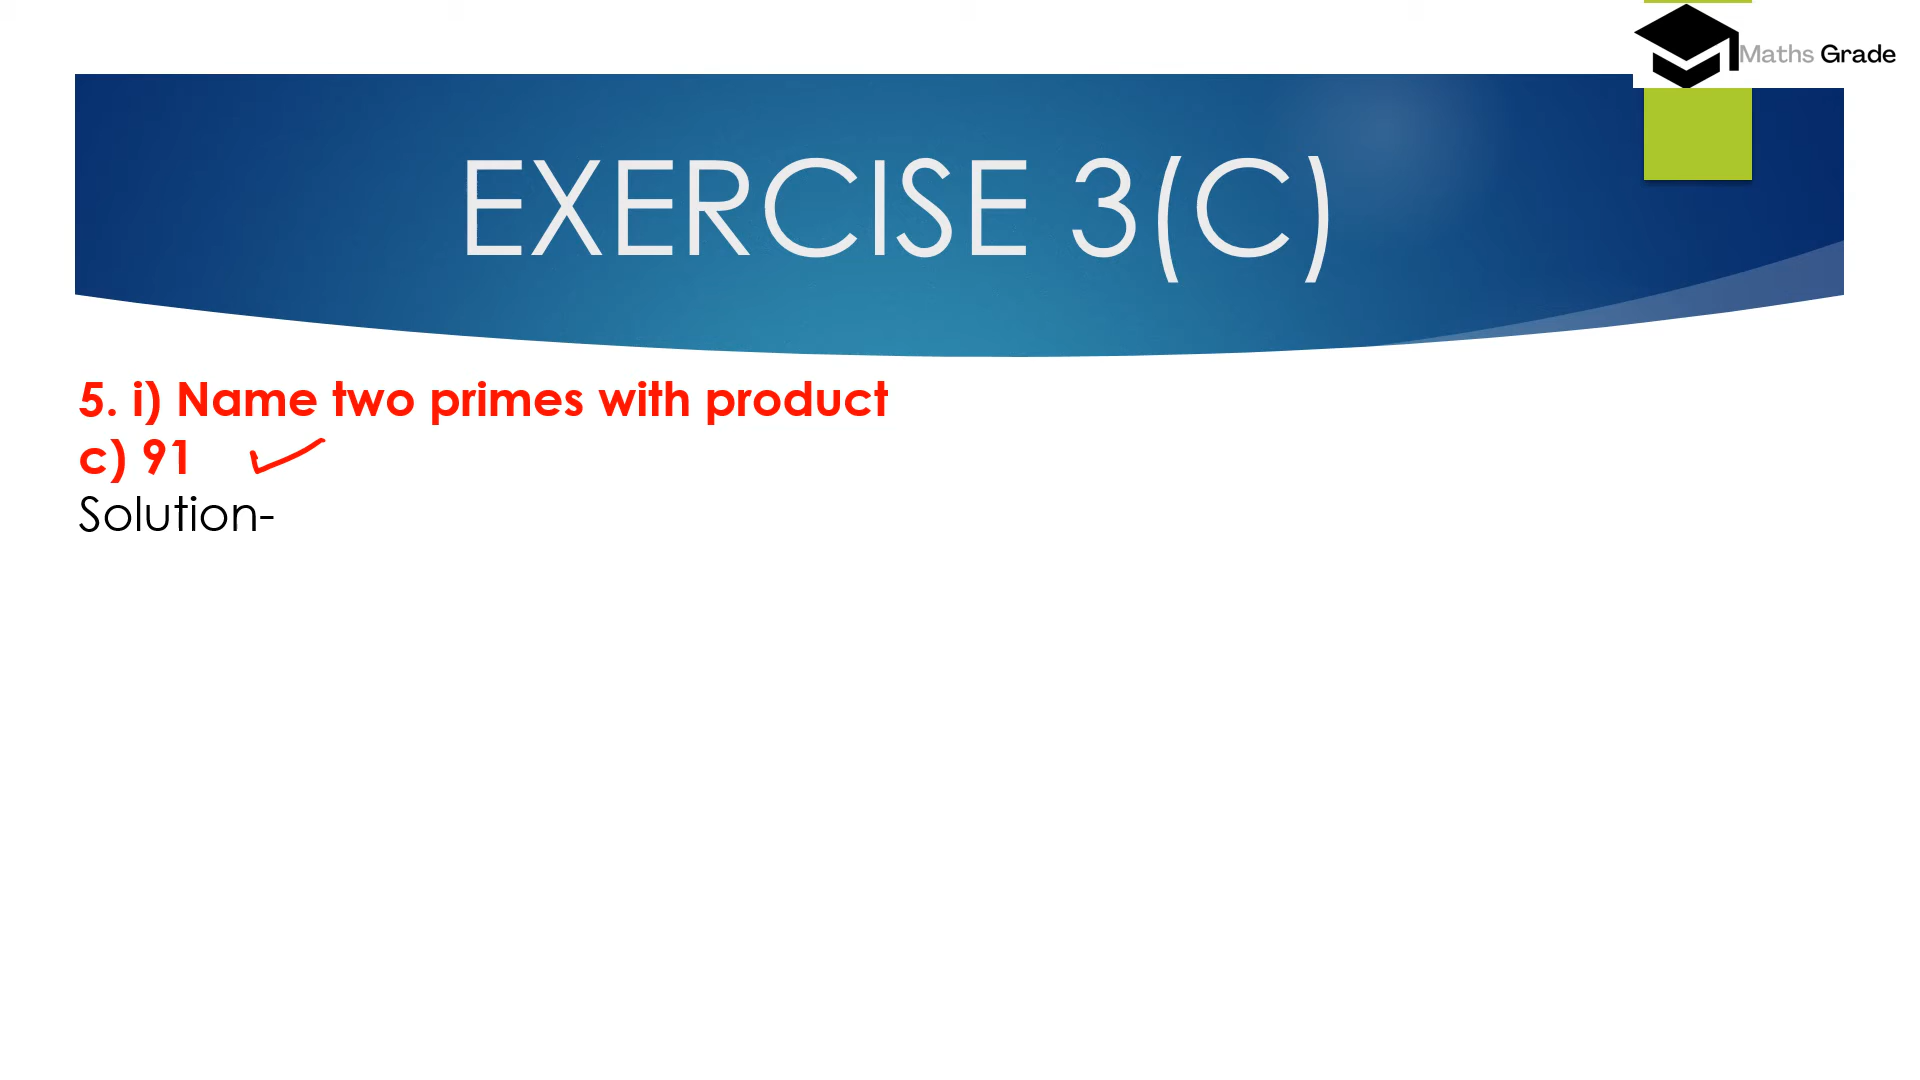 Maths Grade
EXERCISE 3(C)
5. i) Name two primes with product
c) 91
Solution-